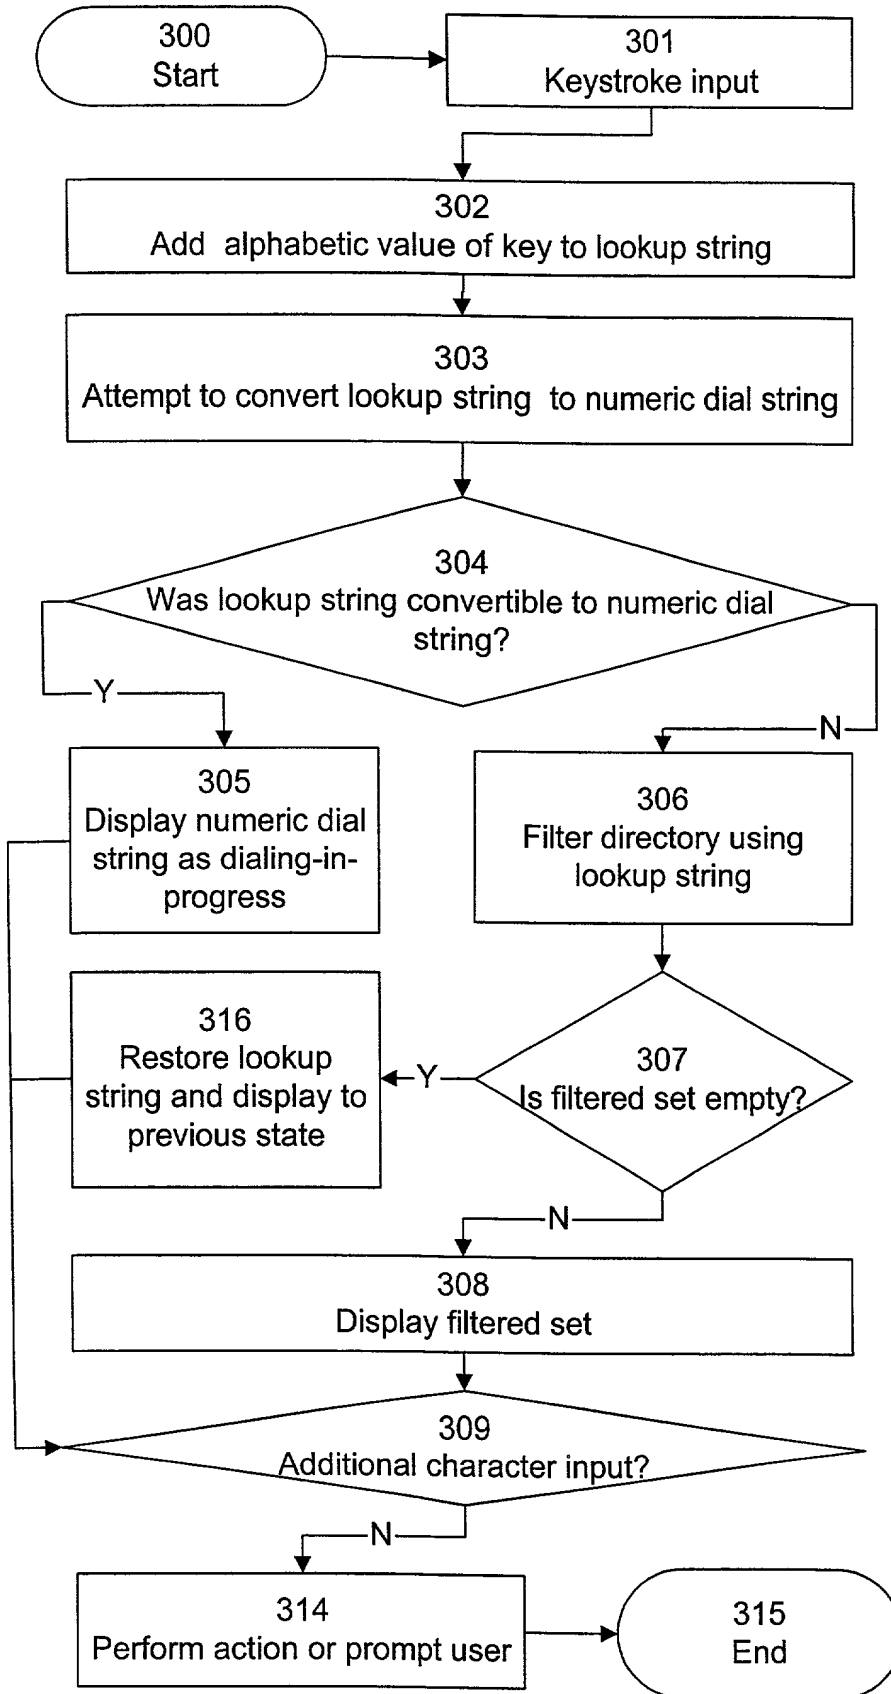 300
Start
301
Keystroke input
302
Add alphabetic value of key to lookup string
303
Attempt to convert lookup string to numeric dial string
304
Was lookup string convertible to numeric dial
string?
Y
N
305
Display numeric dial
string as dialing-in-
progress
306
Filter directory using
lookup string
316
Restore lookup
string and display to
previous state
Y
307
Is filtered set empty?
N
308
Display filtered set
309
Additional character input?
N
314
Perform action or prompt user
315
End